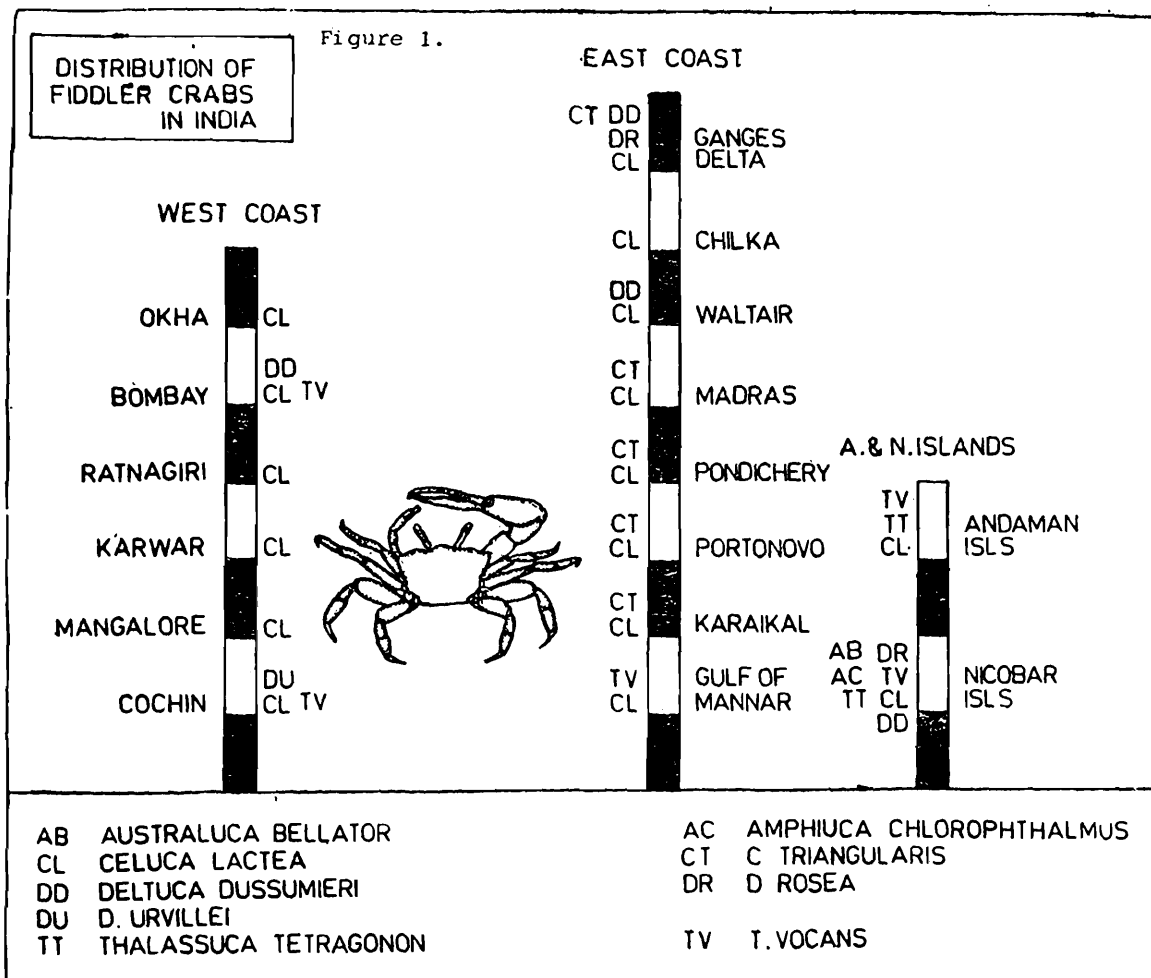 Figure 1.
DISTRIBUTION OF
FIDDLER CRABS
IN INDIA
WEST COAST
OKHA CL
DD
BOMBAY CL TV
RATNAGIRI CL
KARWAR CL
MANGALORE CL
DU
COCHIN CL TV
EAST COAST
CT DD
DR GANGES
CL DELTA
CL CHILKA
DD
CL WALTAIR
CT
CL MADRAS
CT
CL PONDICHERY
CT
CL PORTONOVO
CT
CL KARAIKAL
TV GULF OF
CL MANNAR
A. & N. ISLANDS
TV
TT ANDAMAN
CL ISLS
AB DR
AC TV NICOBAR
TT CL ISLS
DD
AB AUSTRALUCA BELLATOR
CL CELUCA LACTEA
DD DELTUCA DUSSUMIERI
DU D. URVILLEI
TT THALASSUCA TETRAGONON
AC AMPHIUCA CHLOROPHTHALMUS
CT C TRIANGULARIS
DR D ROSEA
TV T. VOCANS